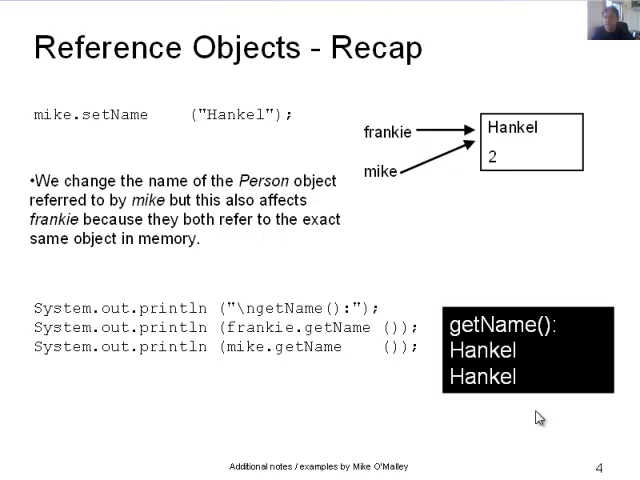 Reference Objects - Recap
mike.setName    ("Hankel");
frankie
Hankel
mike
2
•We change the name of the Person object
referred to by mike but this also affects
frankie because they both refer to the exact
same object in memory.
System.out.println ("\ngetName():");
System.out.println (frankie.getName ());
System.out.println (mike.getName    ());
getName():
Hankel
Hankel
Additional notes / examples by Mike O'Malley
4